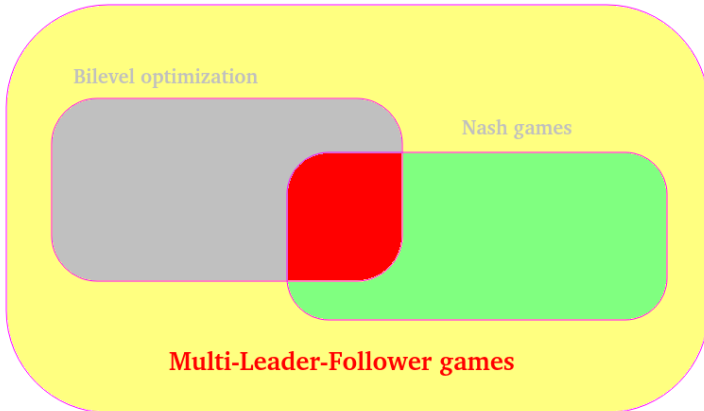 Bilevel optimization
Nash games
Multi-Leader-Follower games